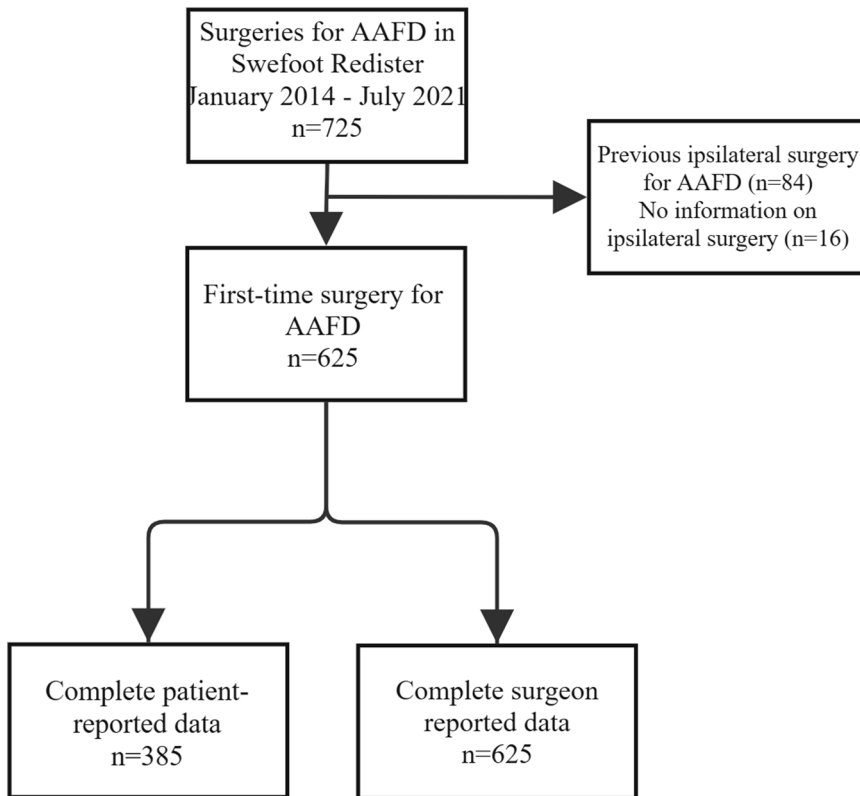 Surgeries for AAFD in
Swefoot Redister
January 2014 - July 2021
n=725
Previous ipsilateral surgery
for AAFD (n=84)
No information on
ipsilateral surgery (n=16)
First-time surgery for
AAFD
n=625
Complete patient-
reported data
n=385
Complete surgeon
reported data
n=625